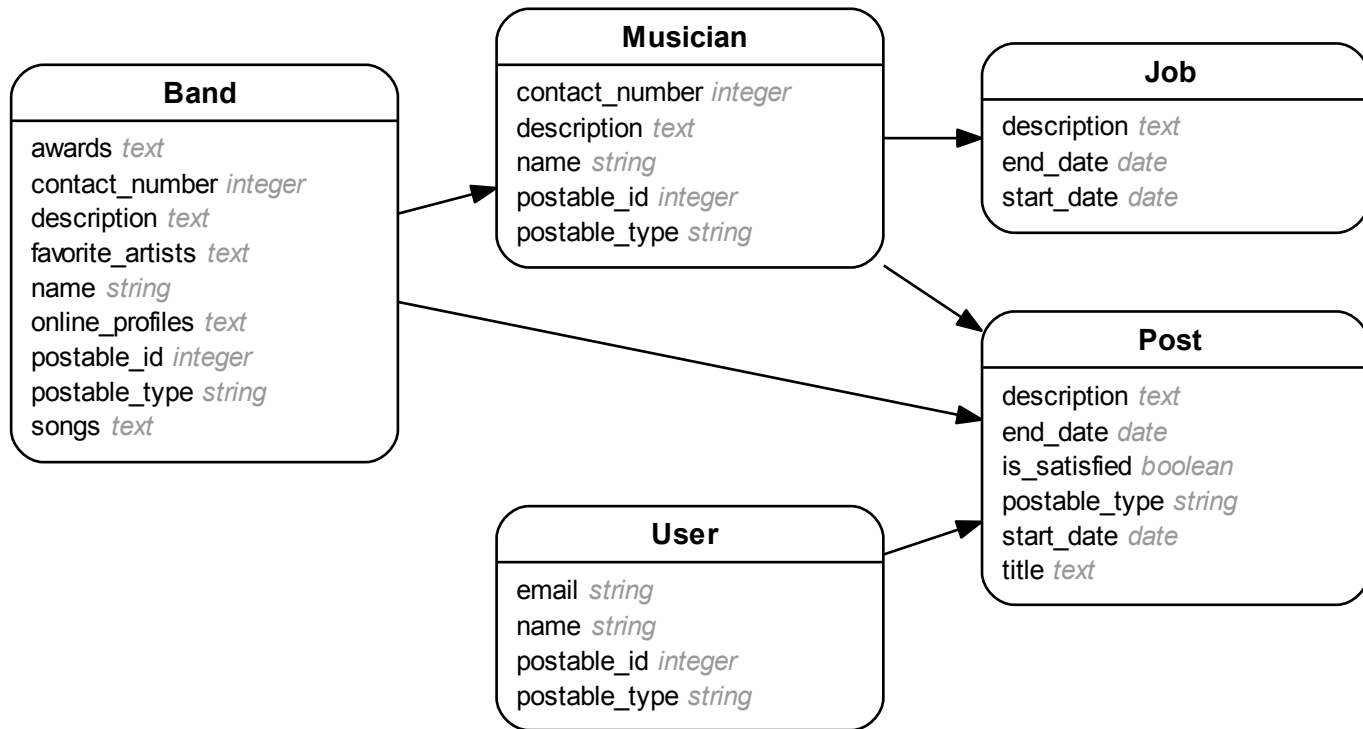 Band
awards text
contact_number integer
description text
favorite_artists text
name string
online_profiles text
postable_id integer
postable_type string
songs text
Musician
contact_number integer
description text
name string
postable_id integer
postable_type string
Job
description text
end_date date
start_date date
Post
description text
end_date date
is_satisfied boolean
postable_type string
start_date date
title text
User
email string
name string
postable_id integer
postable_type string